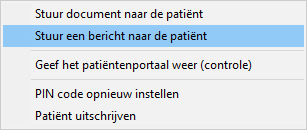 Stuur document naar de patiënt
Stuur een bericht naar de patiënt
Geef het patiëntenportaal weer (controle)
PIN code opnieuw instellen
Patiënt uitschrijven